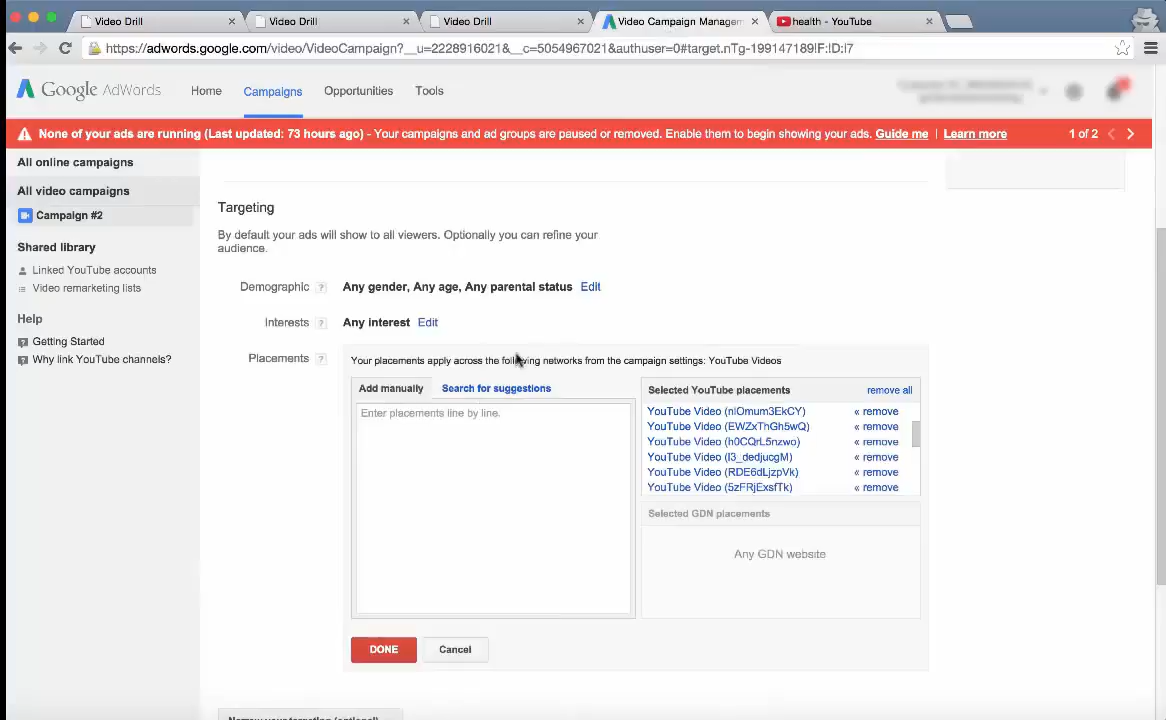 Video Drill
Video Drill
Video Drill
Video Campaign Managem
health - YouTube
https://adwords.google.com/video/VideoCampaign?__u=2228916021&__c=5054967021&authuser=0#target.nTg-199147189!F:!D:!7
Google AdWords
Home
Campaigns
Opportunities
Tools
None of your ads are running (Last updated: 73 hours ago) - Your campaigns and ad groups are paused or removed. Enable them to begin showing your ads. Guide me | Learn more
1 of 2
All online campaigns
All video campaigns
Campaign #2
Shared library
Linked YouTube accounts
Video remarketing lists
Help
Getting Started
Why link YouTube channels?
Targeting
By default your ads will show to all viewers. Optionally you can refine your
audience.
Demographic ? Any gender, Any age, Any parental status Edit
Interests ? Any interest Edit
Placements ? Your placements apply across the following networks from the campaign settings: YouTube Videos
Add manually
Search for suggestions
Enter placements line by line.
Selected YouTube placements remove all
YouTube Video (nlOmum3EkCY) « remove
YouTube Video (EWZxThGh5wQ) « remove
YouTube Video (h0CQrL5nzwo) « remove
YouTube Video (l3_dedjucgM) « remove
YouTube Video (RDE6dLjzpVk) « remove
YouTube Video (5zFRjExsfTk) « remove
Selected GDN placements
Any GDN website
DONE
Cancel
Narrow your targeting (optional)